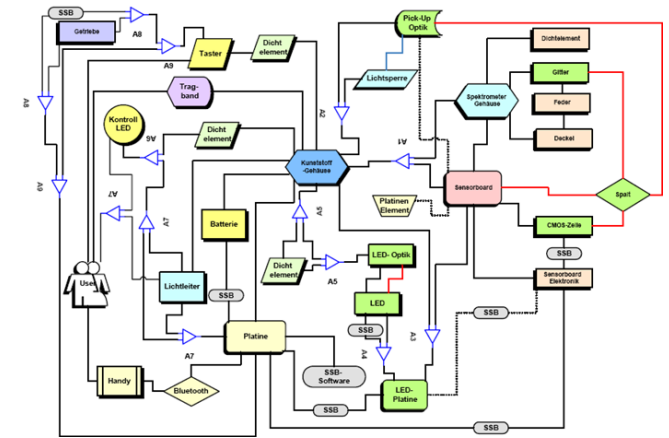 SSB
Getriebe
A8
A9
Taster
Dicht
element
Pick-Up
Optik
Dichtelement
Lichtsperre
Gitter
Spektrometer
Gehäuse
Feder
Deckel
Trag-
band
A8
A2
A1
Kontroll
LED
A6
Dicht
element
Kunststoff
-Gehäuse
Sensorboard
Spalt
A9
A7
A7
A5
Platinen
Element
Batterie
CMOS-Zeile
SSB
LED- Optik
Dicht
element
A5
User
Lichtleiter
SSB
LED
Sensorboard
Elektronik
SSB
SSB
Platine
A4
A3
A7
SSB-
Software
Handy
Bluetooth
LED-
Platine
SSB
SSB